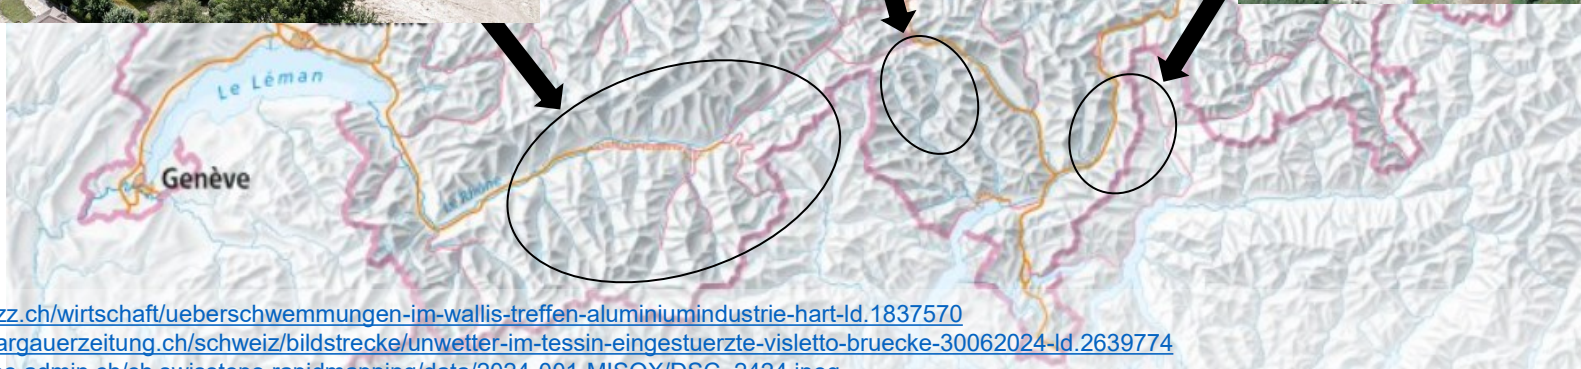 Le Léman
Genève
Le Rhône
zz.ch/wirtschaft/ueberschwemmungen-im-wallis-treffen-aluminiumindustrie-hart-ld.1837570
argauerzeitung.ch/schweiz/bildstrecke/unwetter-im-tessin-eingestuerzte-visletto-bruecke-30062024-ld.2639774